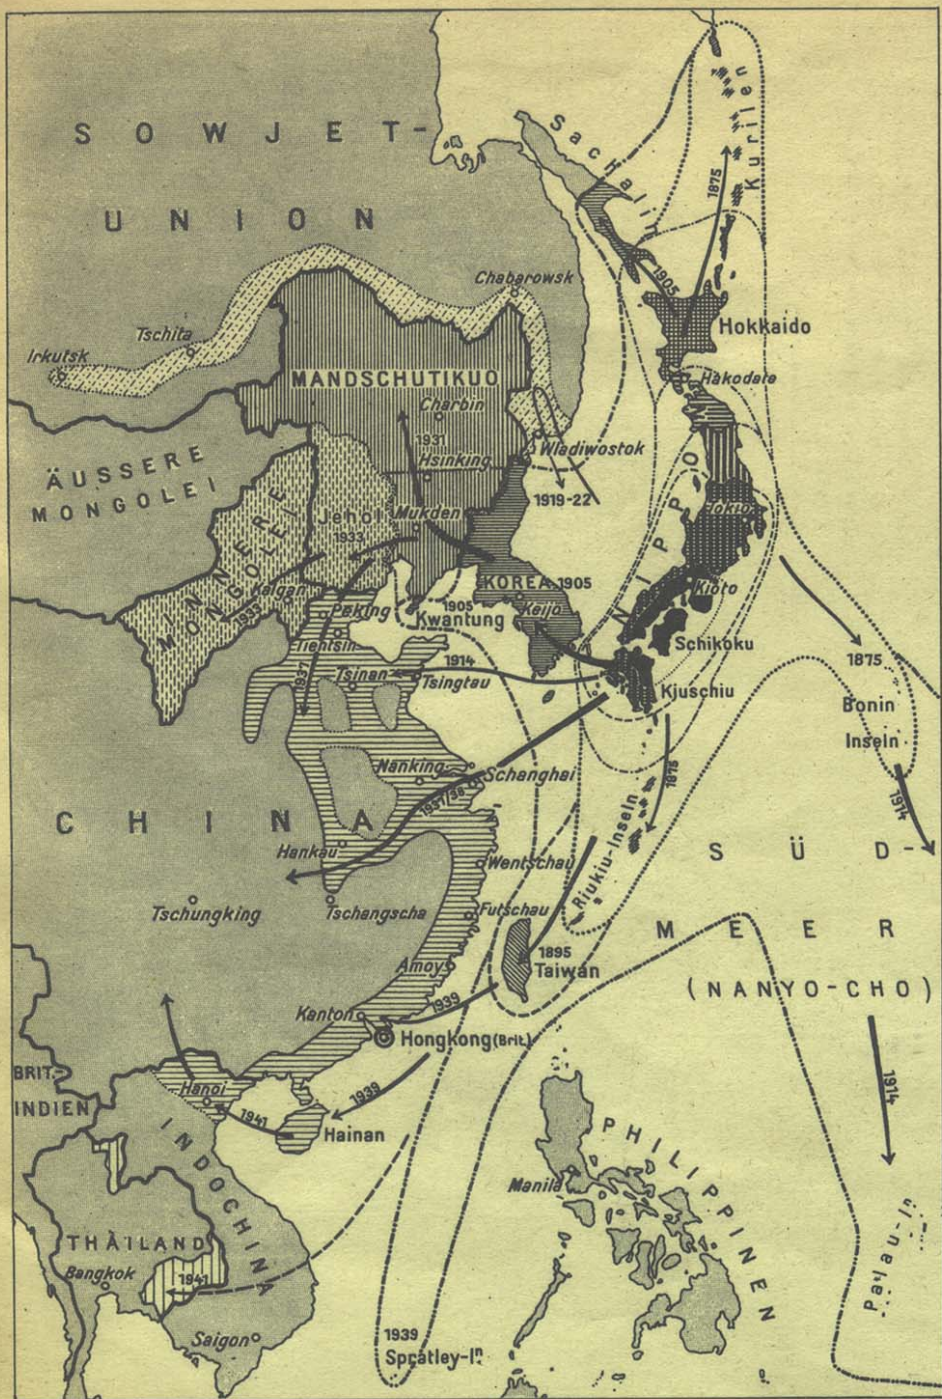 SOWJET-
UNION
Sachalin
Kurilen
1875
1905
Chabarowsk
Hokkaido
Tschita
Irkutsk
Hakodate
MANDSCHUTIKUO
Charbin
1931
Hsinking
Wladiwostok
1919-22
ÄUSSERE
MONGOLEI
INNERE
MONGOLEI
Jehol
1933
Mukden
NIPPON
Tokio
Kalgan
1933
KOREA 1905
Kioto
Peking
1905
Kwantung
Keijo
Schikoku
Tientsin
1937
Tsinan
1914
Tsingtau
Kjuschiu
1875
Bonin
Inseln
1914
1875
Nanking
Schanghai
1937/38
CHINA
Hankau
Wentschau
Riukiu-Inseln
SÜD-
MEER
(NANYO-CHO)
Tschungking
Tschangscha
Futschau
1895
Taiwan
Amoy
Kanton
1939
Hongkong (Brit.)
BRIT.-
INDIEN
Hanoi
1941
1939
Hainan
1914
INDOCHINA
PHILIPPINEN
Manila
Palau-In
THAILAND
Bangkok
1941
Saigon
1939
Spratley-In